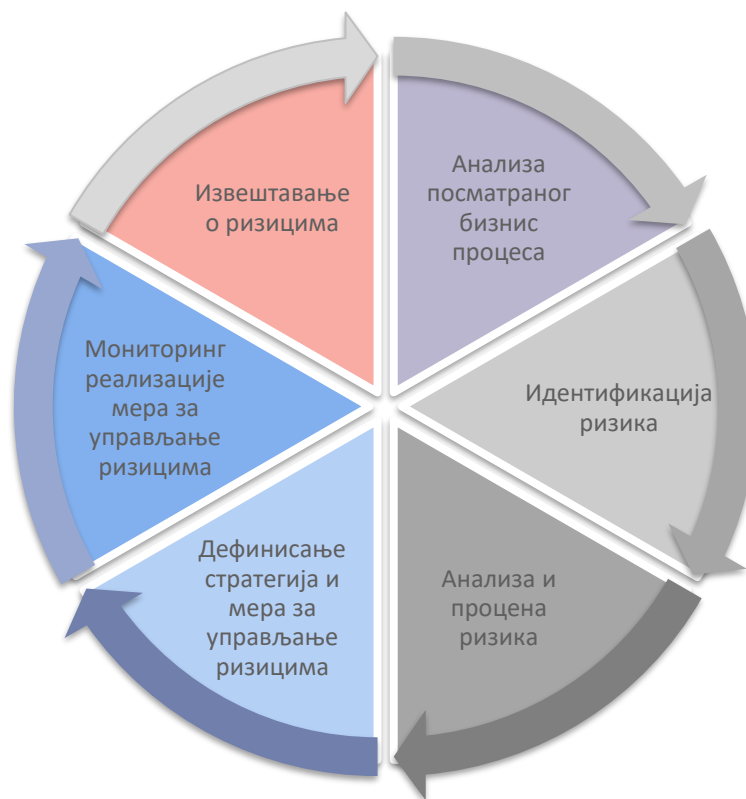 Анализа
посматраног
бизнис
процеса
Идентификација
ризика
Анализа и
процена
ризика
Дефинисање
стратегија и
мера за
управљање
ризицима
Мониторинг
реализације
мера за
управљање
ризицима
Извештавање
о ризицима